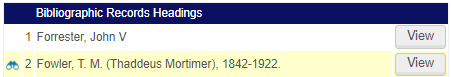 Bibliographic Records Headings
1 Forrester, John V View
2 Fowler, T. M. (Thaddeus Mortimer), 1842-1922. View